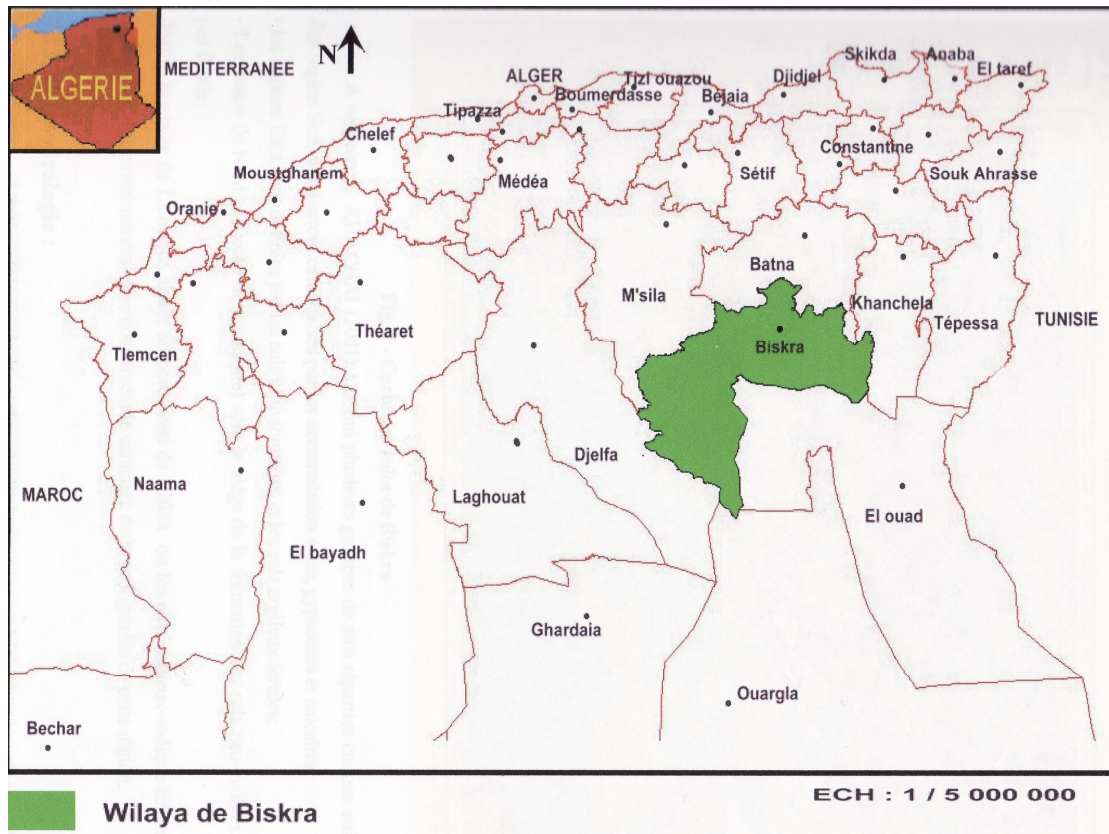 ALGERIE
MEDITERRANEE
N
Skikda
Anaba
El taref
Djidjel
Tjzl ouazou
ALGER
Boumerdasse
Bejaia
Tipazza
Chelef
Constantine
Médéa
Sétif
Souk Ahrasse
Moustghanem
Oranie
Batna
M'sila
Khanchela
Tépessa
TUNISIE
Théaret
Biskra
Tlemcen
Djelfa
MAROC
Naama
Laghouat
El ouad
El bayadh
Ghardaia
Ouargla
Bechar
ECH : 1 / 5 000 000
Wilaya de Biskra